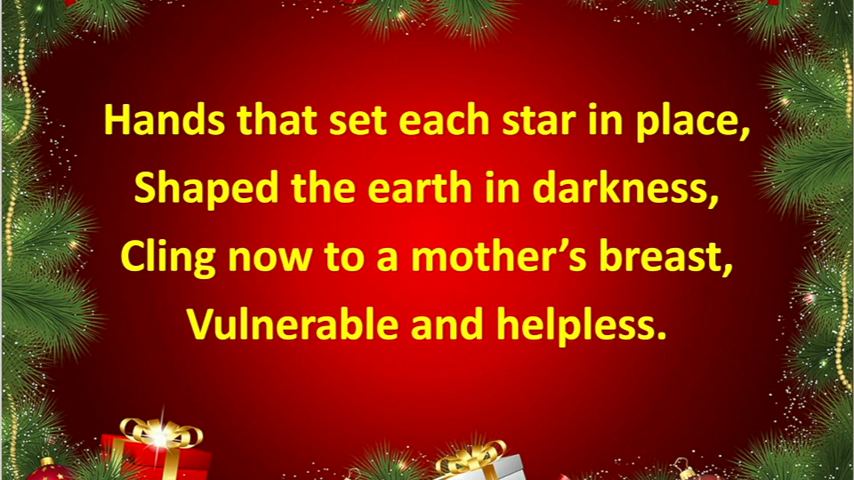 Hands that set each star in place,
Shaped the earth in darkness,
Cling now to a mother’s breast,
Vulnerable and helpless.